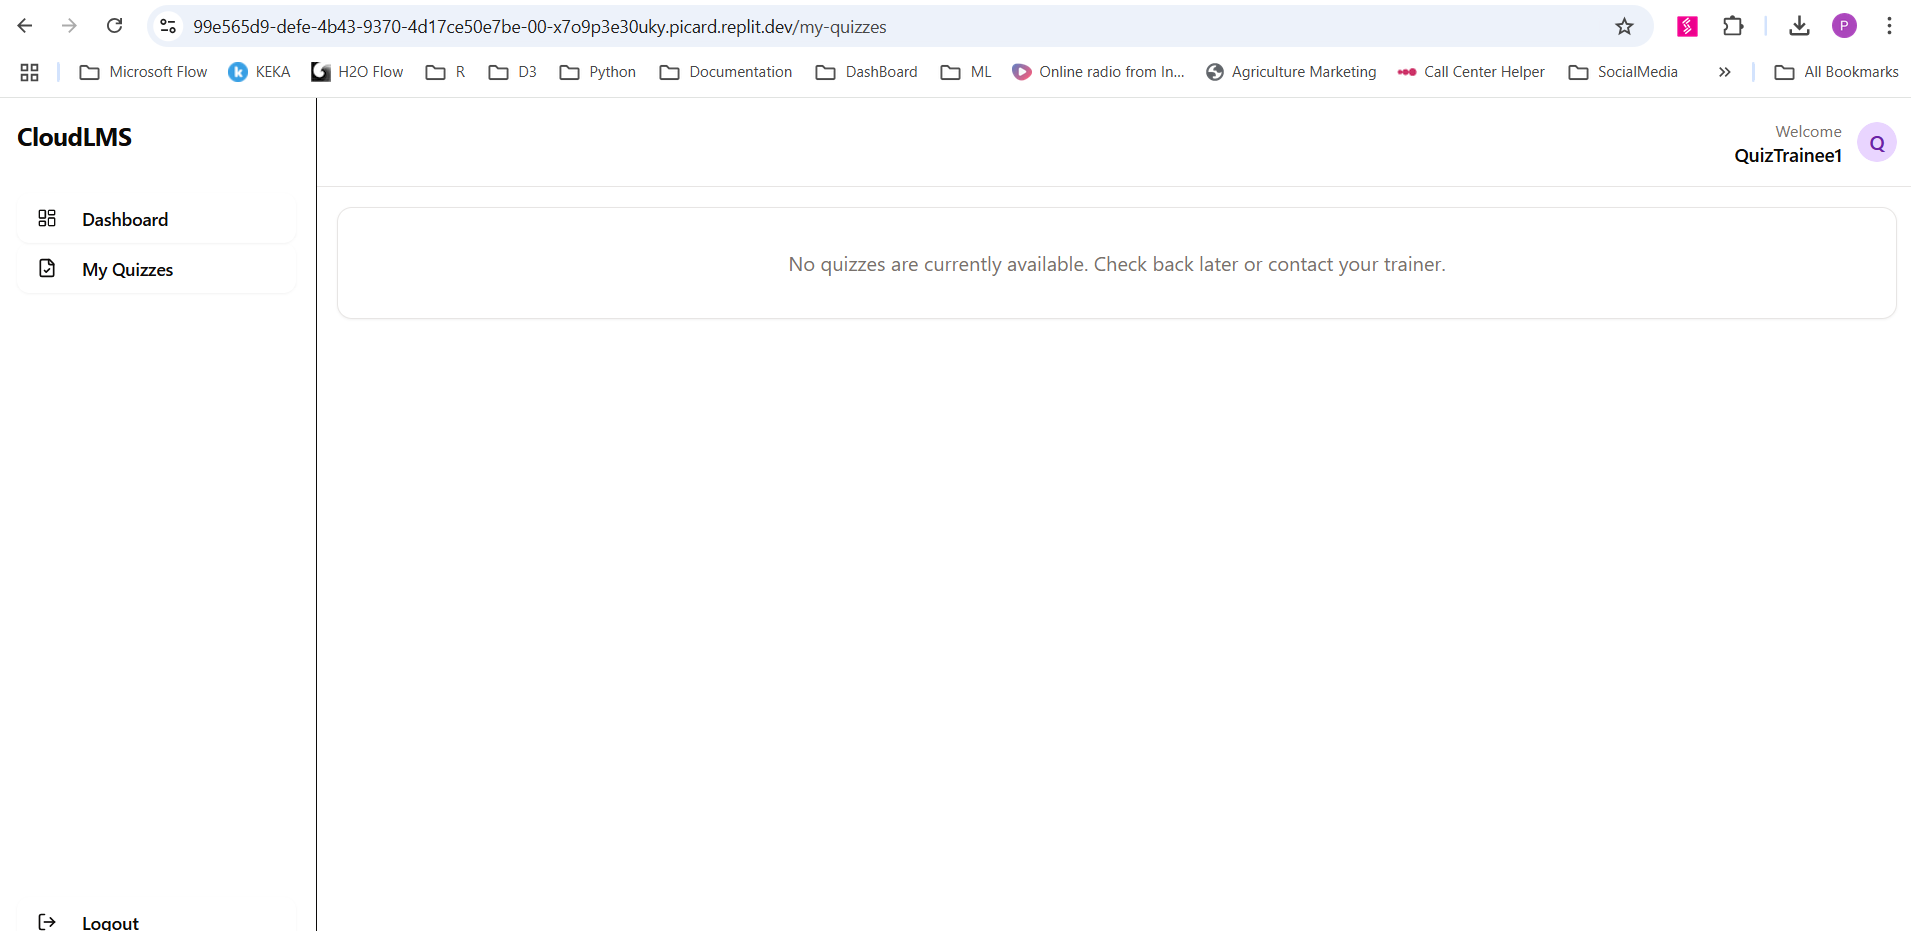 99e565d9-defe-4b43-9370-4d17ce50e7be-00-x7o9p3e30uky.picard.replit.dev/my-quizzes
P
Microsoft Flow KEKA H2O Flow R D3 Python Documentation DashBoard ML Online radio from In... Agriculture Marketing Call Center Helper SocialMedia » All Bookmarks
CloudLMS
Welcome
QuizTrainee1
Q
Dashboard
My Quizzes
No quizzes are currently available. Check back later or contact your trainer.
Logout